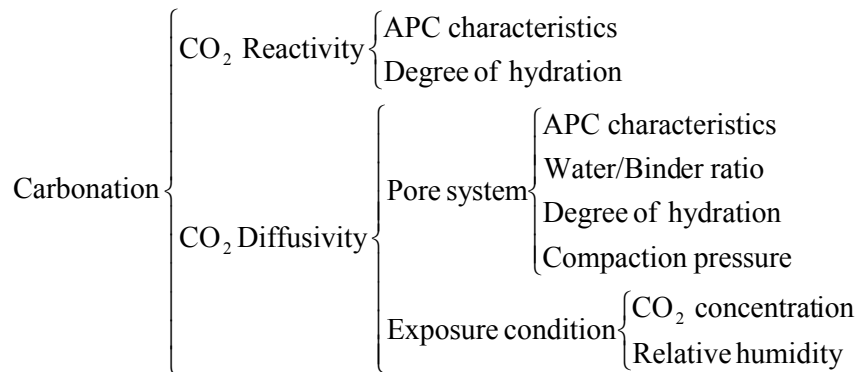 Carbonation
CO₂ Reactivity
APC characteristics
Degree of hydration
CO₂ Diffusivity
Pore system
APC characteristics
Water/Binder ratio
Degree of hydration
Compaction pressure
Exposure condition
CO₂ concentration
Relative humidity